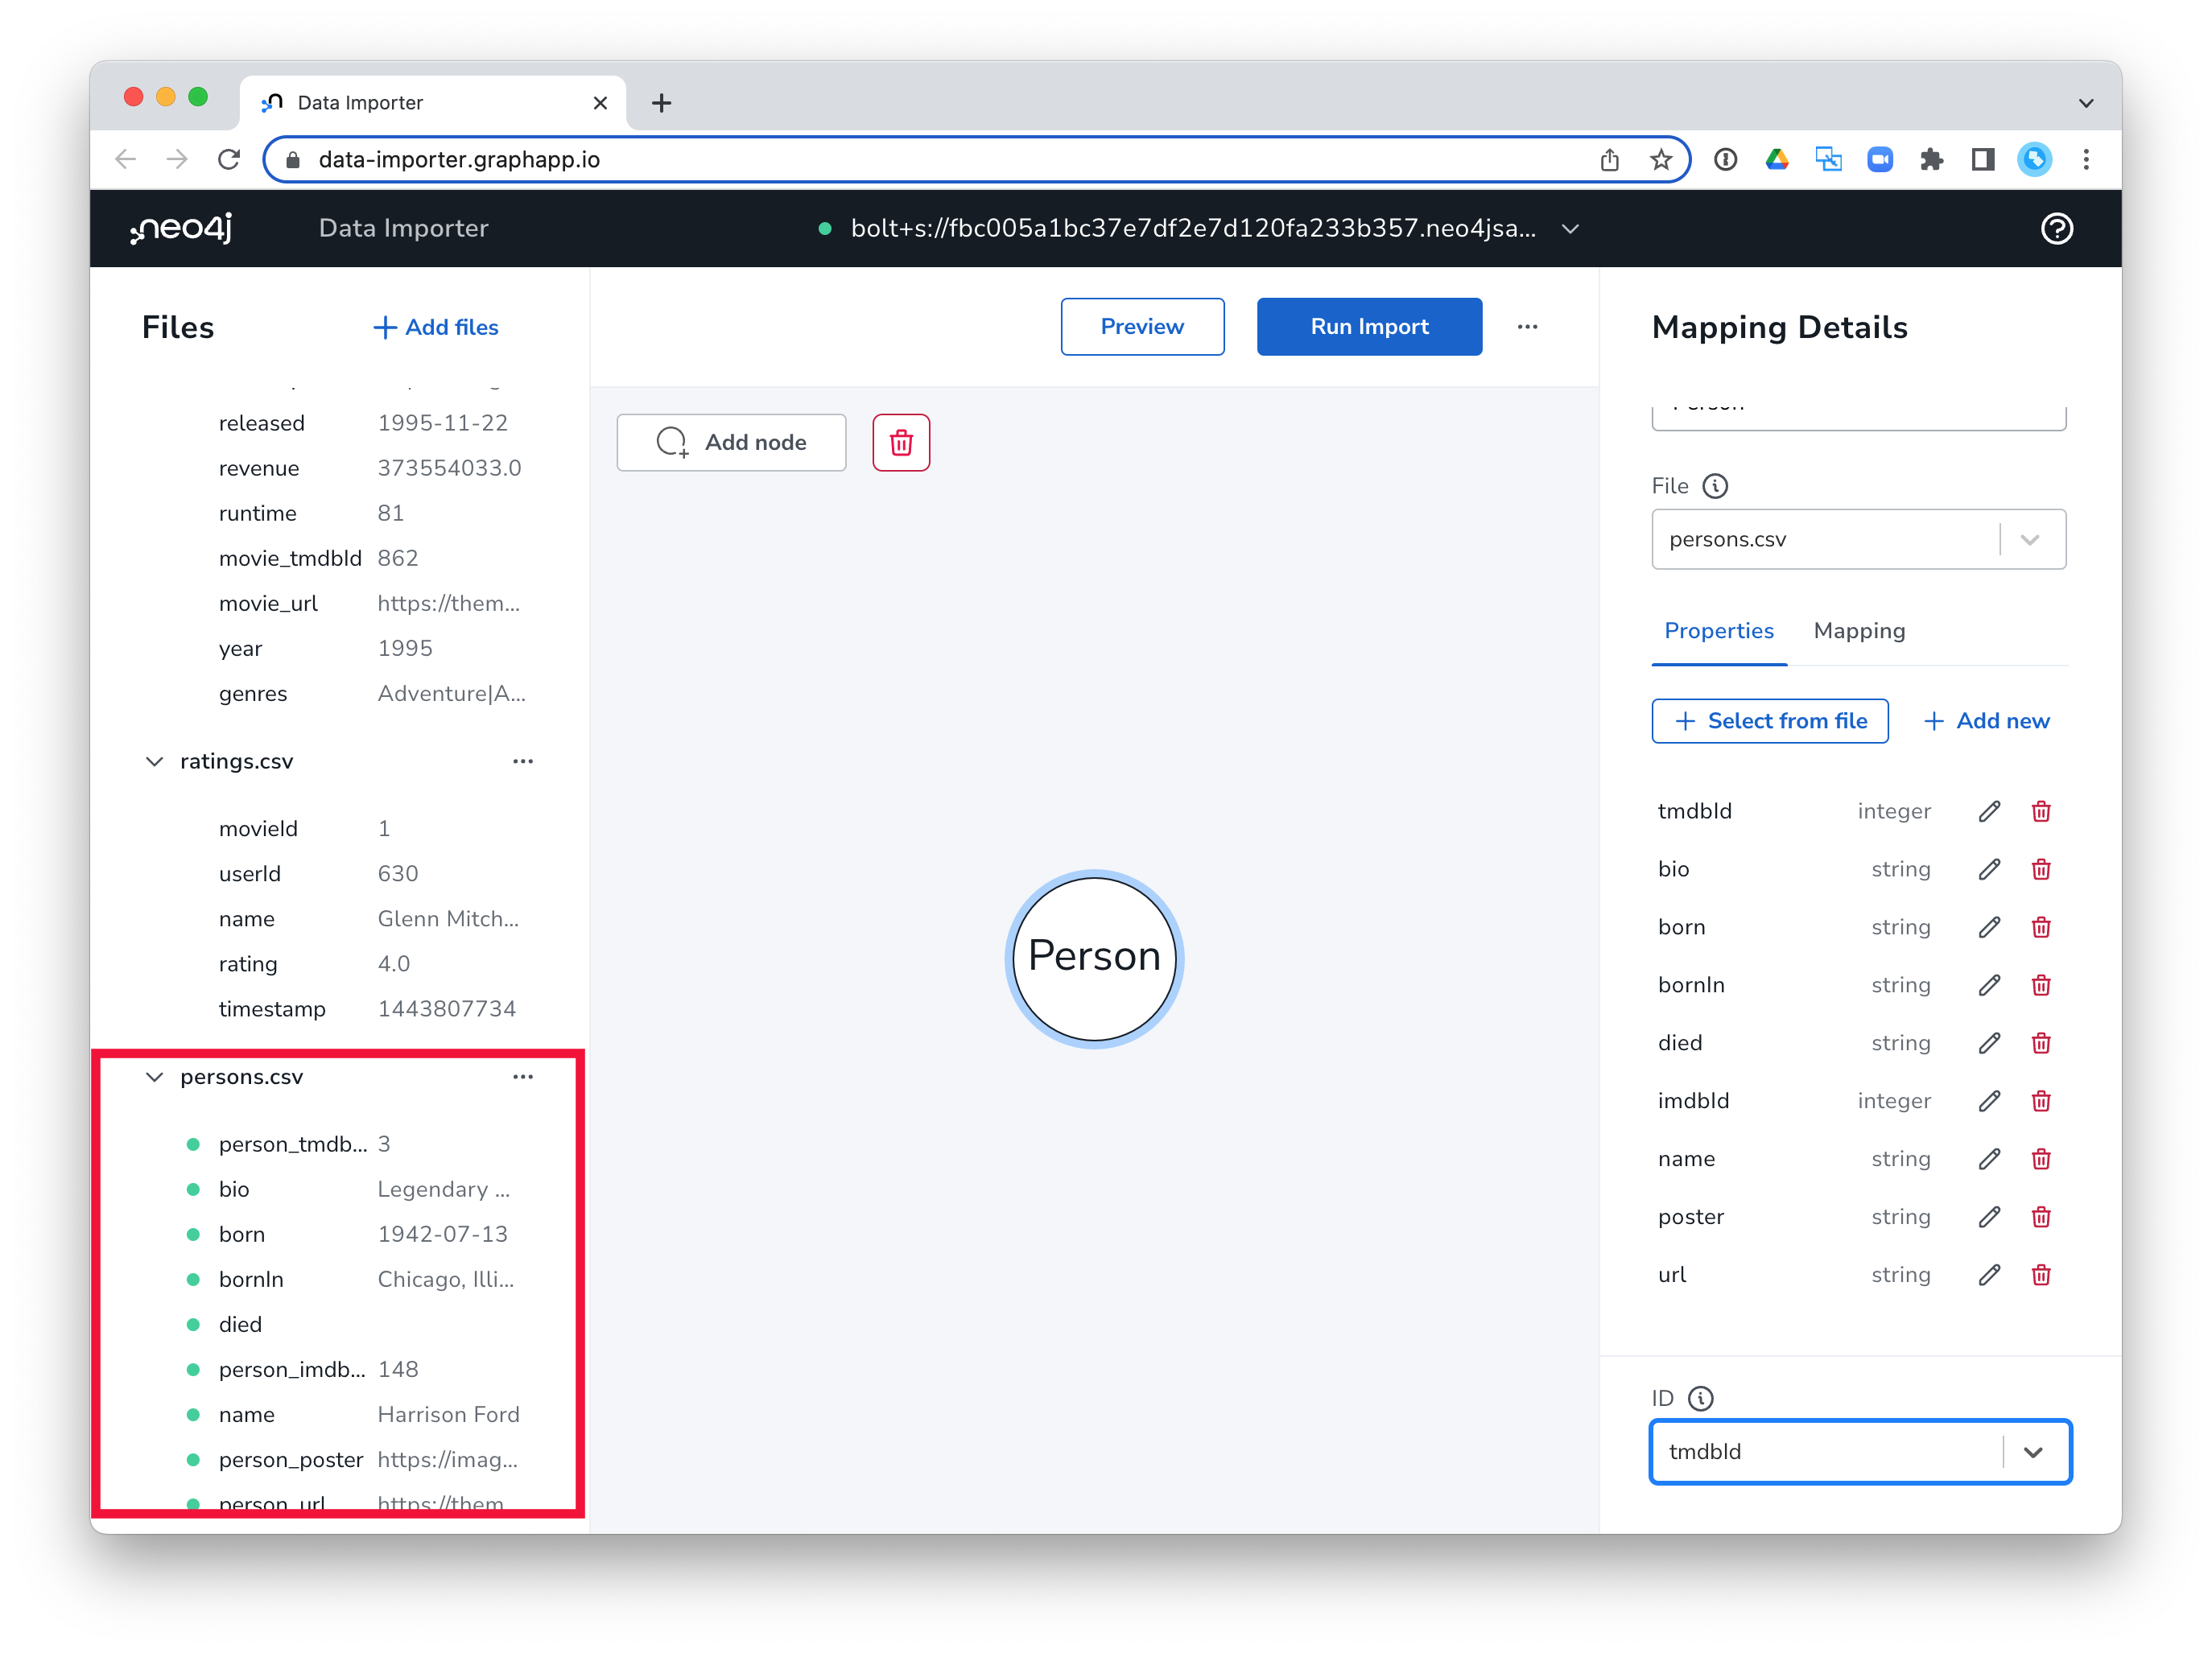 Data Importer
data-importer.graphapp.io
neo4j
Data Importer
bolt+s://fbc005a1bc37e7df2e7d120fa233b357.neo4jsa...
Files
Add files
released 1995-11-22
revenue 373554033.0
runtime 81
movie_tmdbId 862
movie_url https://them...
year 1995
genres Adventure|A...
ratings.csv
movieId 1
userId 630
name Glenn Mitch...
rating 4.0
timestamp 1443807734
persons.csv
person_tmdb... 3
bio Legendary ...
born 1942-07-13
bornIn Chicago, Illi...
died
person_imdb... 148
name Harrison Ford
person_poster https://imag...
person_url https://them
Preview
Run Import
Add node
Person
Mapping Details
Person
File
persons.csv
Properties
Mapping
Select from file
Add new
tmdbId integer
bio string
born string
bornIn string
died string
imdbId integer
name string
poster string
url string
ID
tmdbId